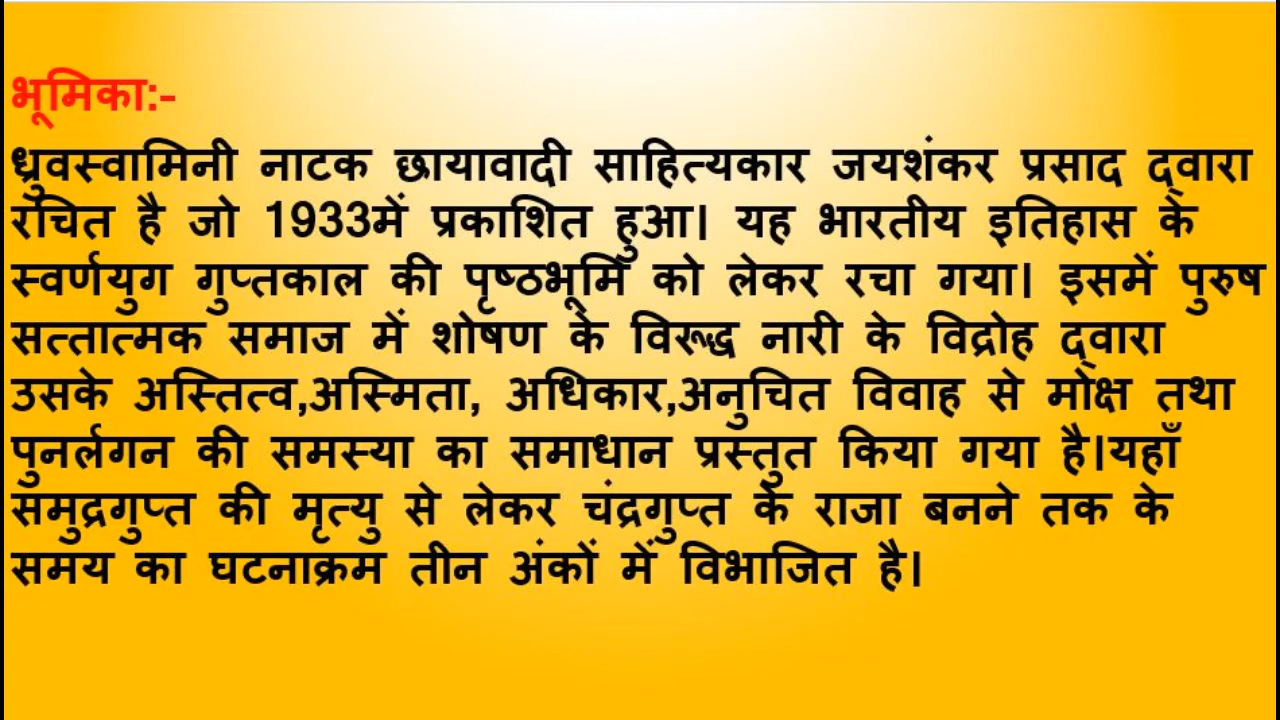 भूमिका:-
ध्रुवस्वामिनी नाटक छायावादी साहित्यकार जयशंकर प्रसाद द्वारा
रचित है जो 1933में प्रकाशित हुआ। यह भारतीय इतिहास के
स्वर्णयुग गुप्तकाल की पृष्ठभूमि को लेकर रचा गया। इसमें पुरुष
सत्तात्मक समाज में शोषण के विरूद्ध नारी के विद्रोह द्वारा
उसके अस्तित्व,अस्मिता, अधिकार,अनुचित विवाह से मोक्ष तथा
पुनर्लगन की समस्या का समाधान प्रस्तुत किया गया है।यहाँ
समुद्रगुप्त की मृत्यु से लेकर चंद्रगुप्त के राजा बनने तक के
समय का घटनाक्रम तीन अंकों में विभाजित है।